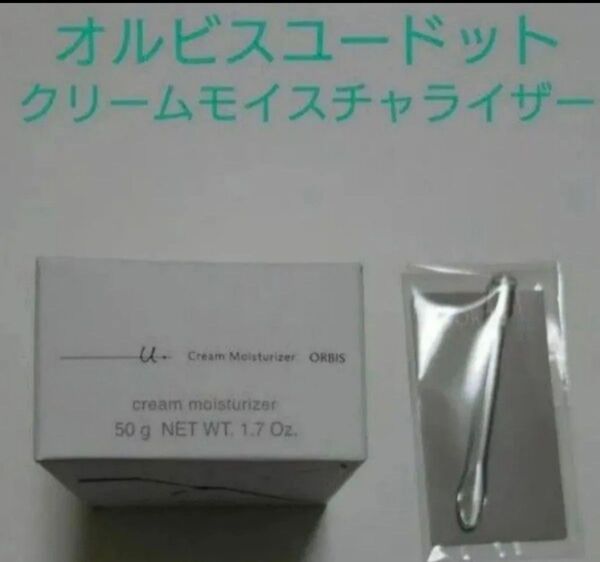 オルビスユードット
クリームモイスチャライザー
u. Cream Moisturizer ORBIS
cream moisturizer
50 g NET WT. 1.7 Oz.